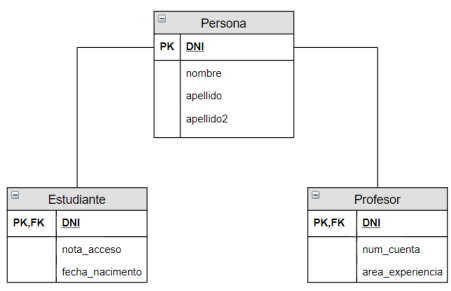 Persona
PK DNI
nombre
apellido
apellido2
Estudiante
PK,FK DNI
nota_acceso
fecha_nacimento
Profesor
PK,FK DNI
num_cuenta
area_experiencia